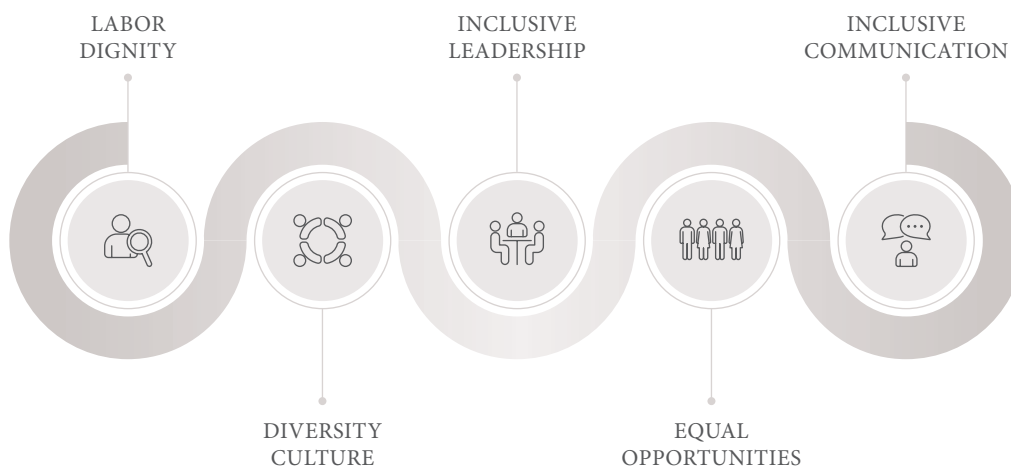 LABOR
DIGNITY
INCLUSIVE
LEADERSHIP
INCLUSIVE
COMMUNICATION
DIVERSITY
CULTURE
EQUAL
OPPORTUNITIES